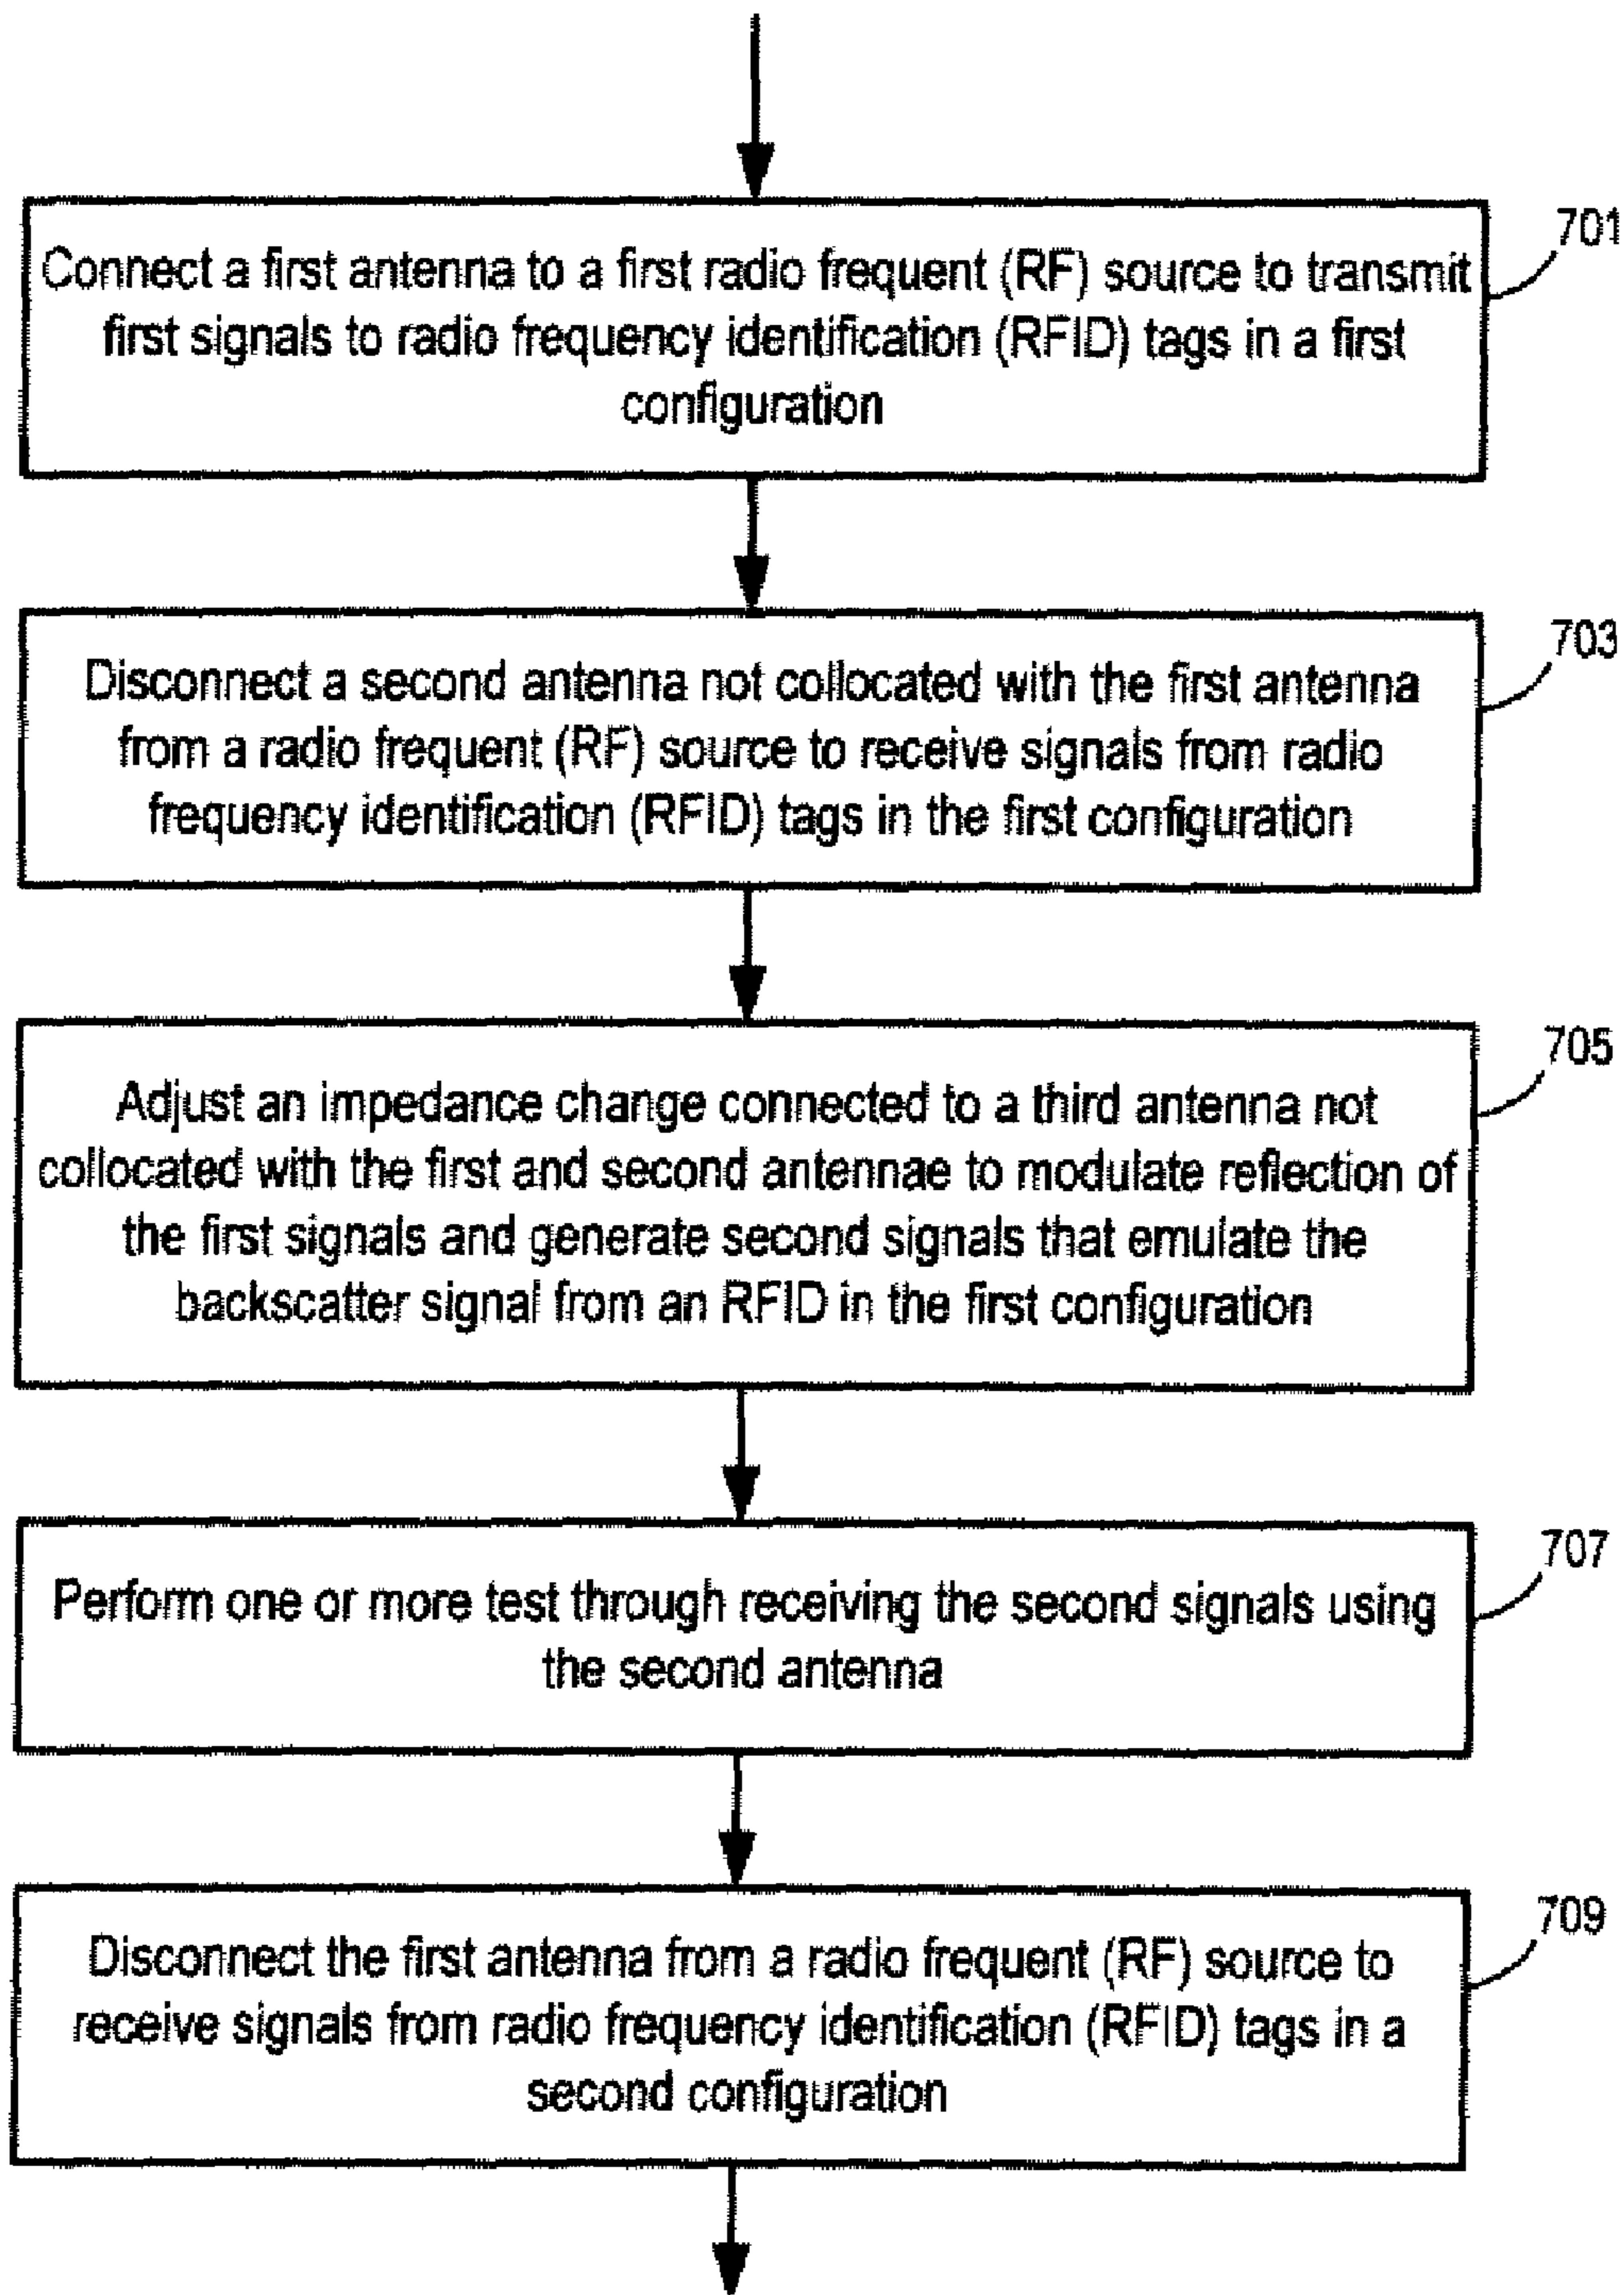 701
Connect a first antenna to a first radio frequent (RF) source to transmit
first signals to radio frequency identification (RFID) tags in a first
configuration
703
Disconnect a second antenna not collocated with the first antenna
from a radio frequent (RF) source to receive signals from radio
frequency identification (RFID) tags in the first configuration
705
Adjust an impedance change connected to a third antenna not
collocated with the first and second antennae to modulate reflection of
the first signals and generate second signals that emulate the
backscatter signal from an RFID in the first configuration
707
Perform one or more test through receiving the second signals using
the second antenna
709
Disconnect the first antenna from a radio frequent (RF) source to
receive signals from radio frequency identification (RFID) tags in a
second configuration